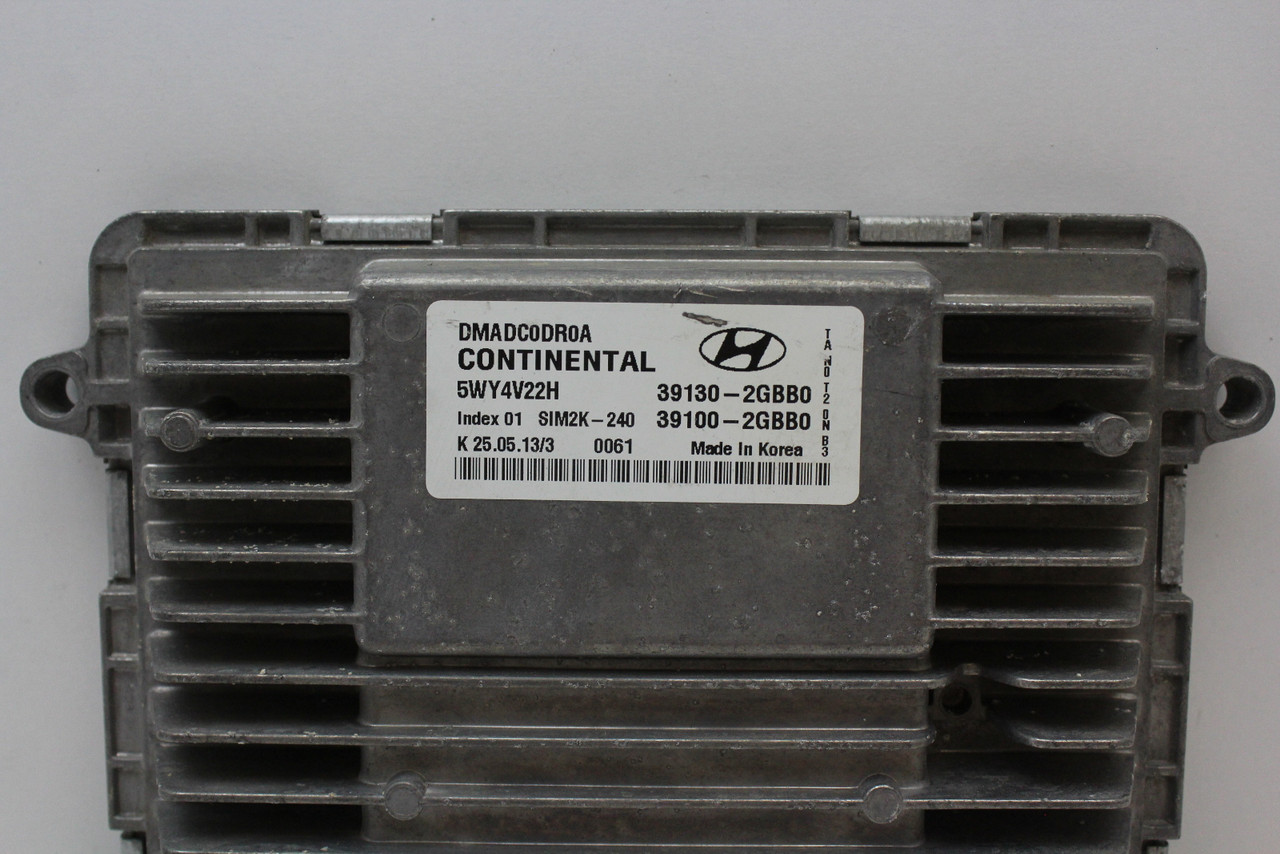 DMADC0DR0A
CONTINENTAL
5WY4V22H 39130-2GBB0
Index 01 SIM2K-240 39100-2GBB0
K 25.05.13/3 0061 Made In Korea
TA N0 T2 0N B3